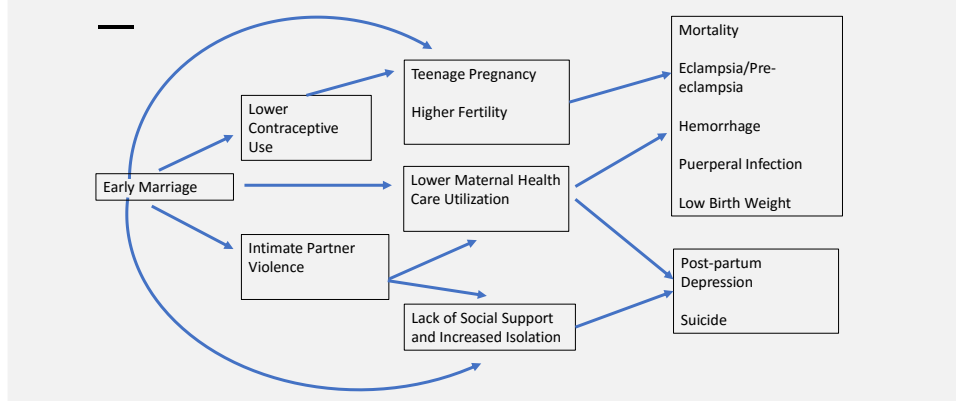 Mortality
Eclampsia/Pre-
eclampsia
Hemorrhage
Puerperal Infection
Low Birth Weight
Teenage Pregnancy
Higher Fertility
Lower
Contraceptive
Use
Early Marriage
Lower Maternal Health
Care Utilization
Intimate Partner
Violence
Post-partum
Depression
Suicide
Lack of Social Support
and Increased Isolation